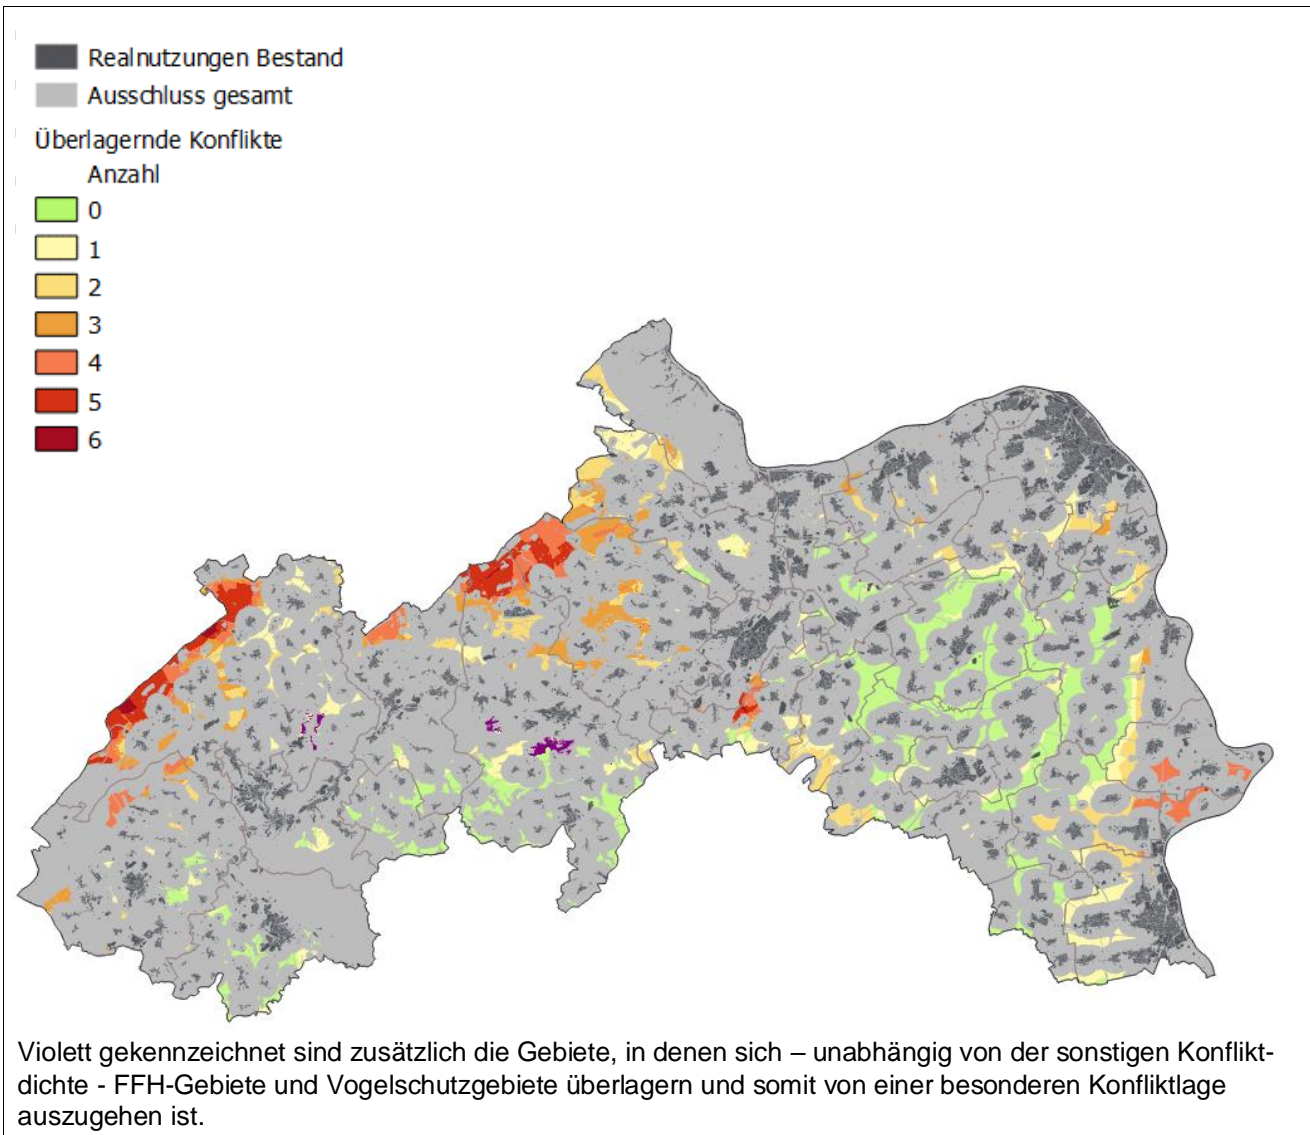 Realnutzungen Bestand
Ausschluss gesamt
Überlagernde Konflikte
Anzahl
0
1
2
3
4
5
6
Violett gekennzeichnet sind zusätzlich die Gebiete, in denen sich – unabhängig von der sonstigen Konflikt-
dichte - FFH-Gebiete und Vogelschutzgebiete überlagern und somit von einer besonderen Konfliktlage
auszugehen ist.